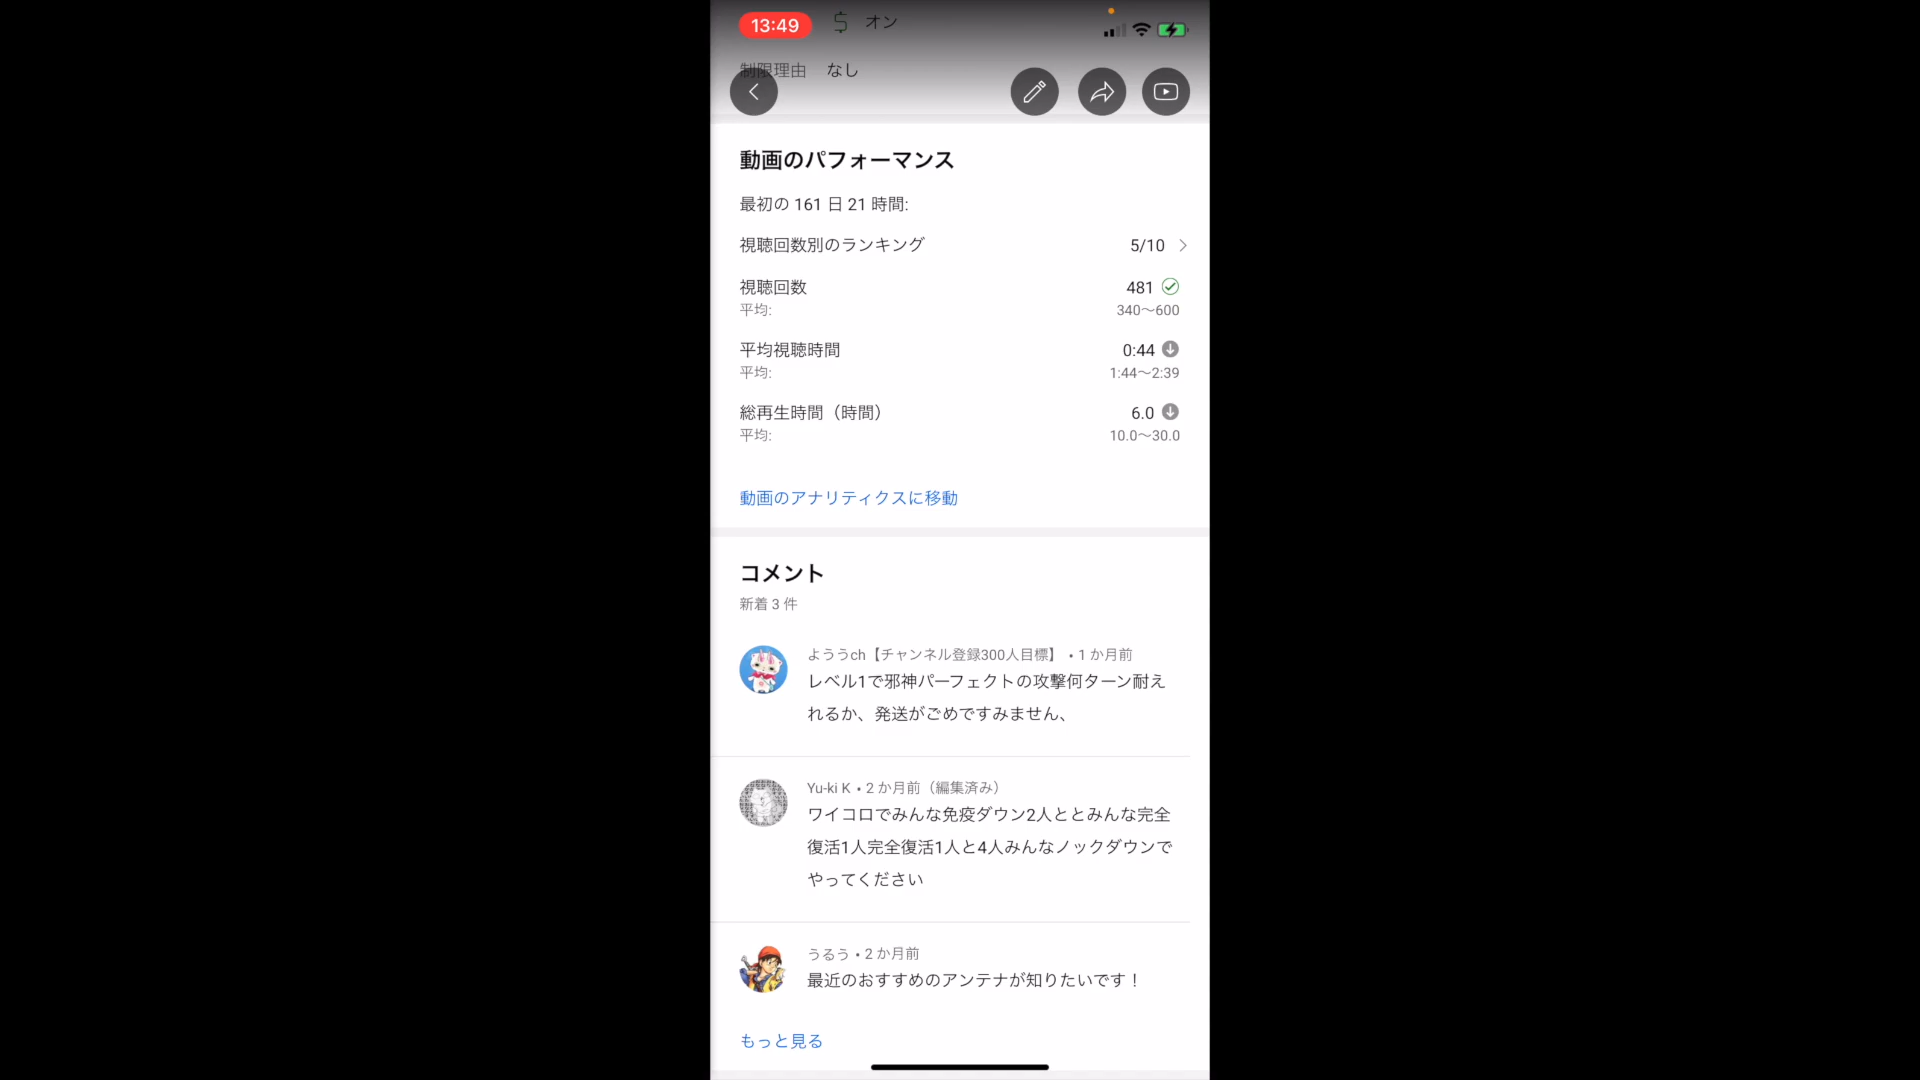 13:49
オン
制限理由 なし
動画のパフォーマンス
最初の 161 日 21 時間:
視聴回数別のランキング 5/10
視聴回数 481
平均: 340〜600
平均視聴時間 0:44
平均: 1:44〜2:39
総再生時間（時間） 6.0
平均: 10.0〜30.0
動画のアナリティクスに移動
コメント
新着 3 件
よううch【チャンネル登録300人目標】 • 1 か月前
レベル1で邪神パーフェクトの攻撃何ターン耐え
れるか、発送がごめですみません、
Yu-ki K • 2 か月前（編集済み）
ワイコロでみんな免疫ダウン2人ととみんな完全
復活1人完全復活1人と4人みんなノックダウンで
やってください
うるう • 2 か月前
最近のおすすめのアンテナが知りたいです！
もっと見る